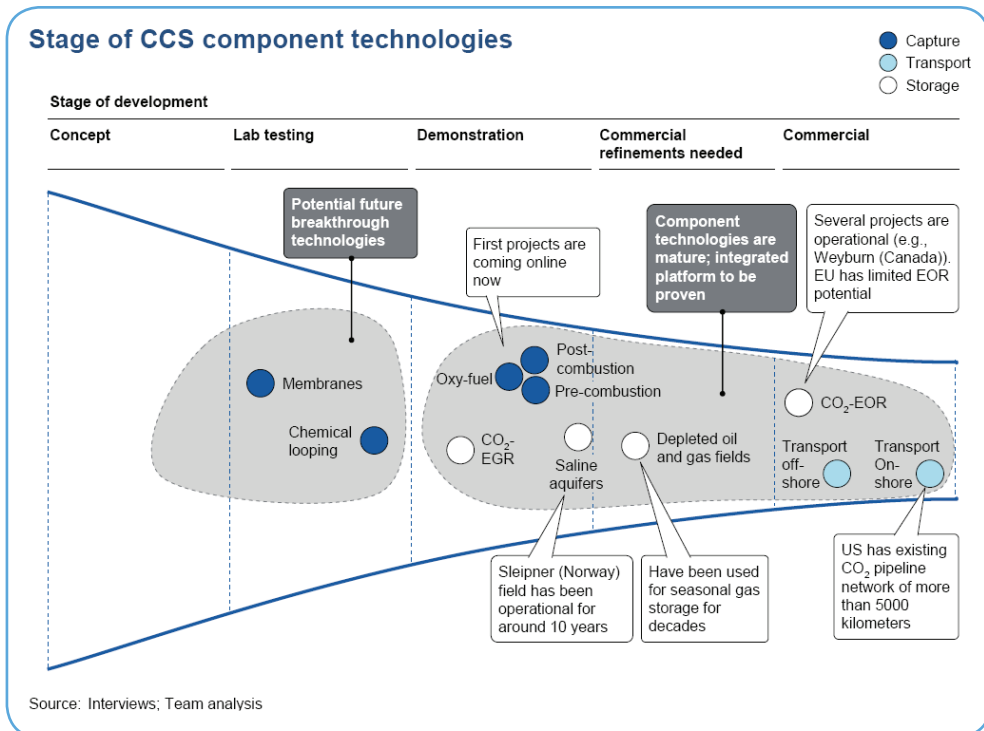 Stage of CCS component technologies
Capture
Transport
Storage
Stage of development
Concept
Lab testing
Demonstration
Commercial
refinements needed
Commercial
Potential future
breakthrough
technologies
First projects are
coming online
now
Component
technologies are
mature; integrated
platform to be
proven
Several projects are
operational (e.g.,
Weyburn (Canada)).
EU has limited EOR
potential
Membranes
Chemical
looping
Oxy-fuel
Post-
combustion
Pre-combustion
CO₂-
EGR
Saline
aquifers
Depleted oil
and gas fields
CO₂-EOR
Transport
off-
shore
Transport
On-
shore
Sleipner (Norway)
field has been
operational for
around 10 years
Have been used
for seasonal gas
storage for
decades
US has existing
CO₂ pipeline
network of more
than 5000
kilometers
Source: Interviews; Team analysis